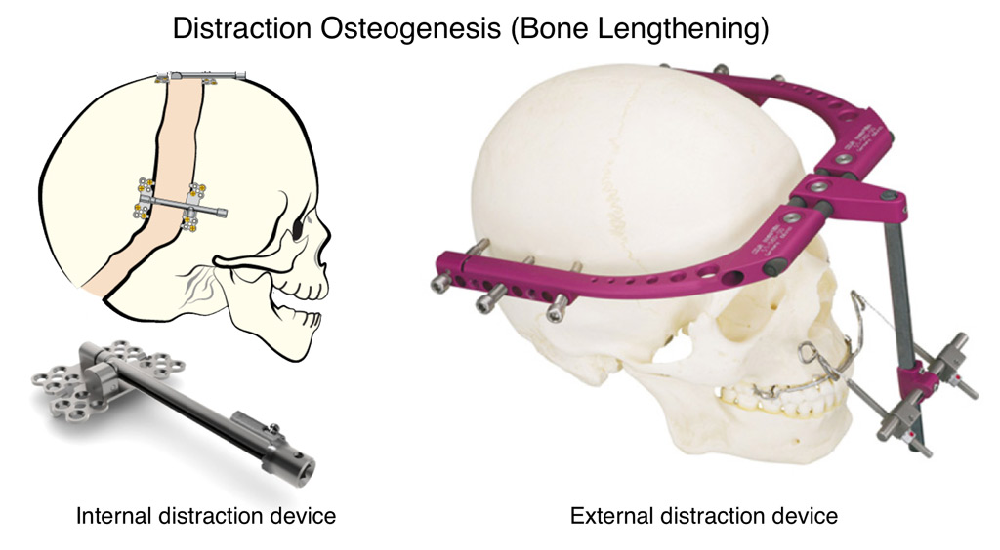 Distraction Osteogenesis (Bone Lengthening)
Internal distraction device
External distraction device